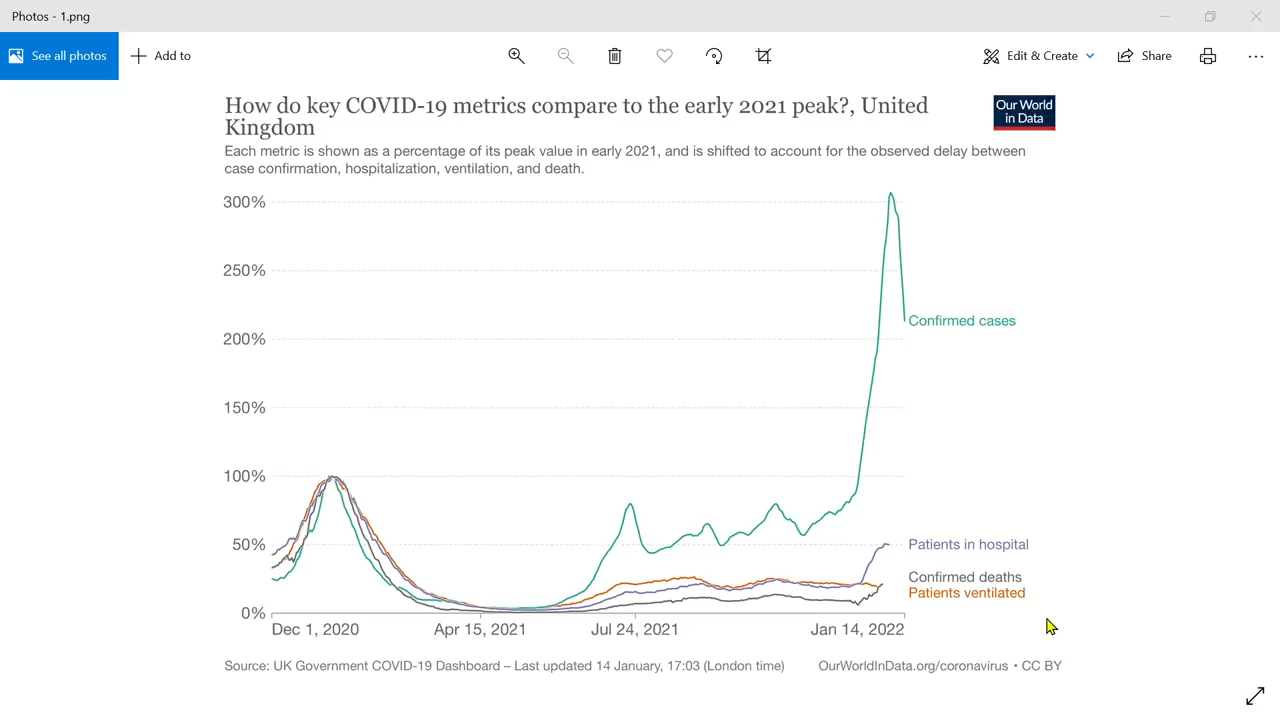 Photos - 1.png
See all photos
Add to
Edit & Create
Share
How do key COVID-19 metrics compare to the early 2021 peak?, United
Kingdom
Our World
in Data
Each metric is shown as a percentage of its peak value in early 2021, and is shifted to account for the observed delay between
case confirmation, hospitalization, ventilation, and death.
300%
250%
200%
150%
100%
50%
0%
Confirmed cases
Patients in hospital
Confirmed deaths
Patients ventilated
Dec 1, 2020
Apr 15, 2021
Jul 24, 2021
Jan 14, 2022
Source: UK Government COVID-19 Dashboard – Last updated 14 January, 17:03 (London time)
OurWorldInData.org/coronavirus • CC BY